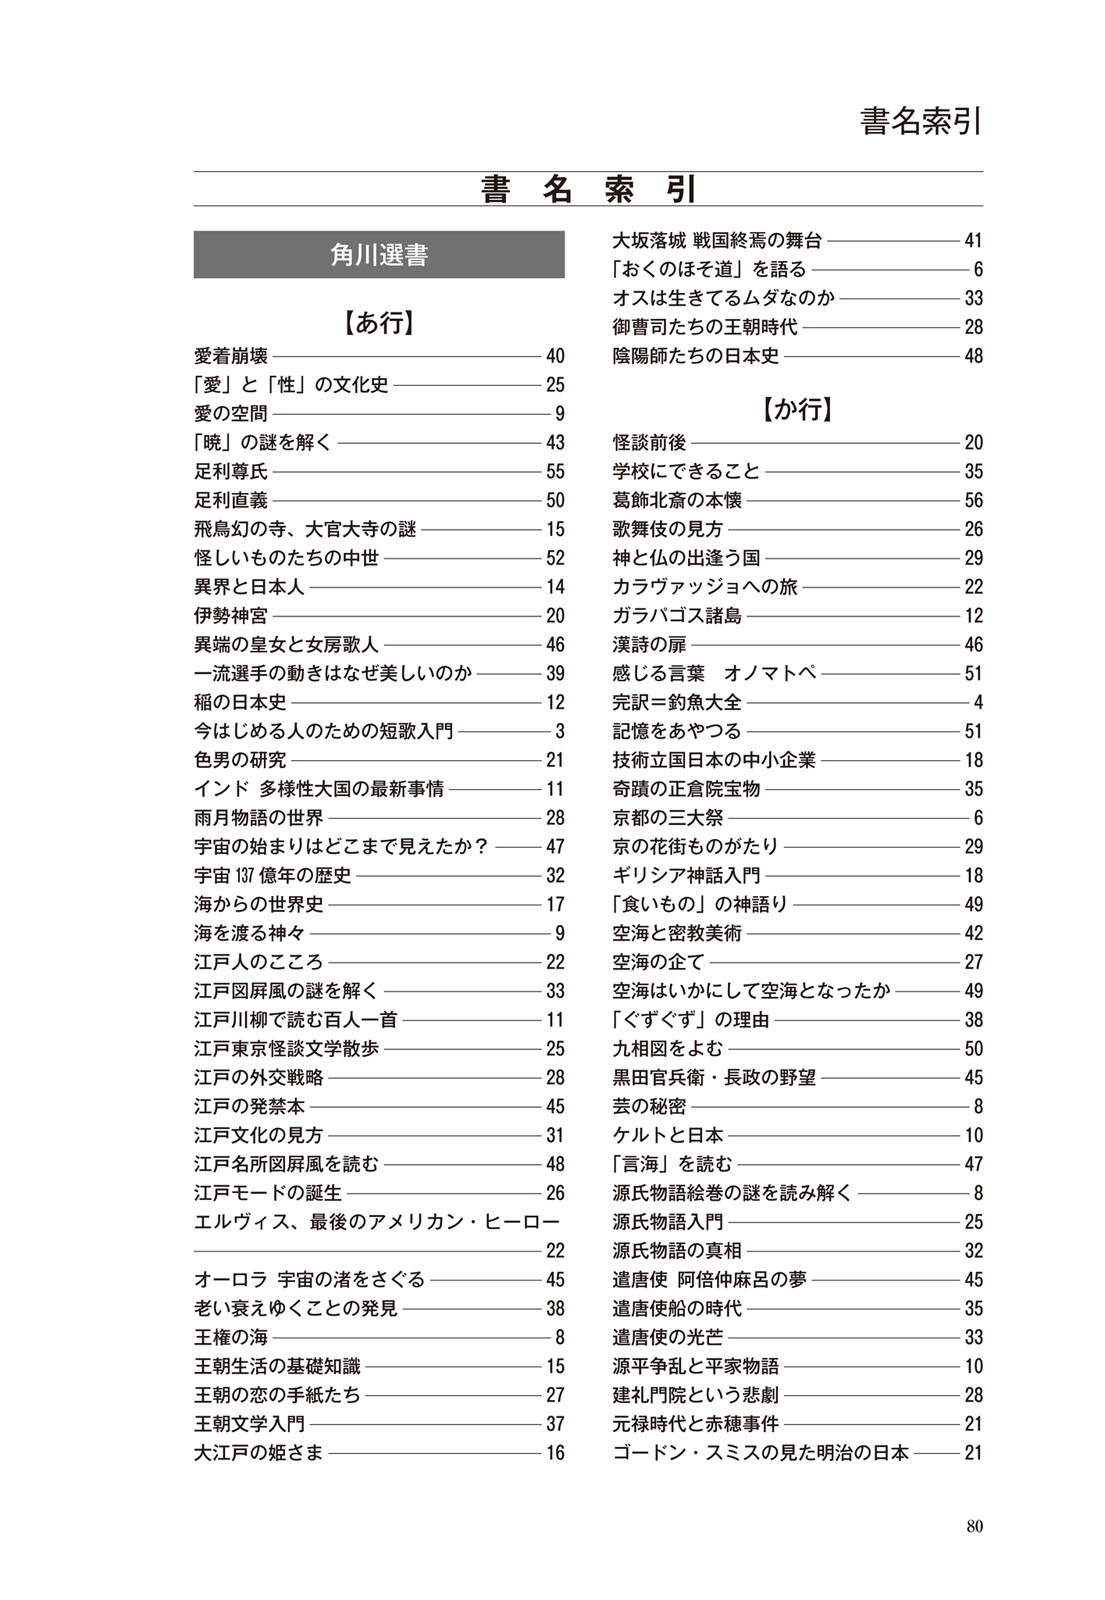 書名索引
書 名 索 引
角川選書
【あ行】
愛着崩壊 40
「愛」と「性」の文化史 25
愛の空間 9
「暁」の謎を解く 43
足利尊氏 55
足利直義 50
飛鳥幻の寺、大官大寺の謎 15
怪しいものたちの中世 52
異界と日本人 14
伊勢神宮 20
異端の皇女と女房歌人 46
一流選手の動きはなぜ美しいのか 39
稲の日本史 12
今はじめる人のための短歌入門 3
色男の研究 21
インド 多様性大国の最新事情 11
雨月物語の世界 28
宇宙の始まりはどこまで見えたか？ 47
宇宙 137 億年の歴史 32
海からの世界史 17
海を渡る神々 9
江戸人のこころ 22
江戸図屛風の謎を解く 33
江戸川柳で読む百人一首 11
江戸東京怪談文学散歩 25
江戸の外交戦略 28
江戸の発禁本 45
江戸文化の見方 31
江戸名所図屛風を読む 48
江戸モードの誕生 26
エルヴィス、最後のアメリカン・ヒーロー
22
オーロラ 宇宙の渚をさぐる 45
老い衰えゆくことの発見 38
王権の海 8
王朝生活の基礎知識 15
王朝の恋の手紙たち 27
王朝文学入門 37
大江戸の姫さま 16
大坂落城 戦国終焉の舞台 41
「おくのほそ道」を語る 6
オスは生きてるムダなのか 33
御曹司たちの王朝時代 28
陰陽師たちの日本史 48
【か行】
怪談前後 20
学校にできること 35
葛飾北斎の本懐 56
歌舞伎の見方 26
神と仏の出逢う国 29
カラヴァッジョへの旅 22
ガラパゴス諸島 12
漢詩の扉 46
感じる言葉　オノマトペ 51
完訳＝釣魚大全 4
記憶をあやつる 51
技術立国日本の中小企業 18
奇蹟の正倉院宝物 35
京都の三大祭 6
京の花街ものがたり 29
ギリシア神話入門 18
「食いもの」の神語り 49
空海と密教美術 42
空海の企て 27
空海はいかにして空海となったか 49
「ぐずぐず」の理由 38
九相図をよむ 50
黒田官兵衛・長政の野望 45
芸の秘密 8
ケルトと日本 10
「言海」を読む 47
源氏物語絵巻の謎を読み解く 8
源氏物語入門 25
源氏物語の真相 32
遣唐使 阿倍仲麻呂の夢 45
遣唐使船の時代 35
遣唐使の光芒 33
源平争乱と平家物語 10
建礼門院という悲劇 28
元禄時代と赤穂事件 21
ゴードン・スミスの見た明治の日本 21
80